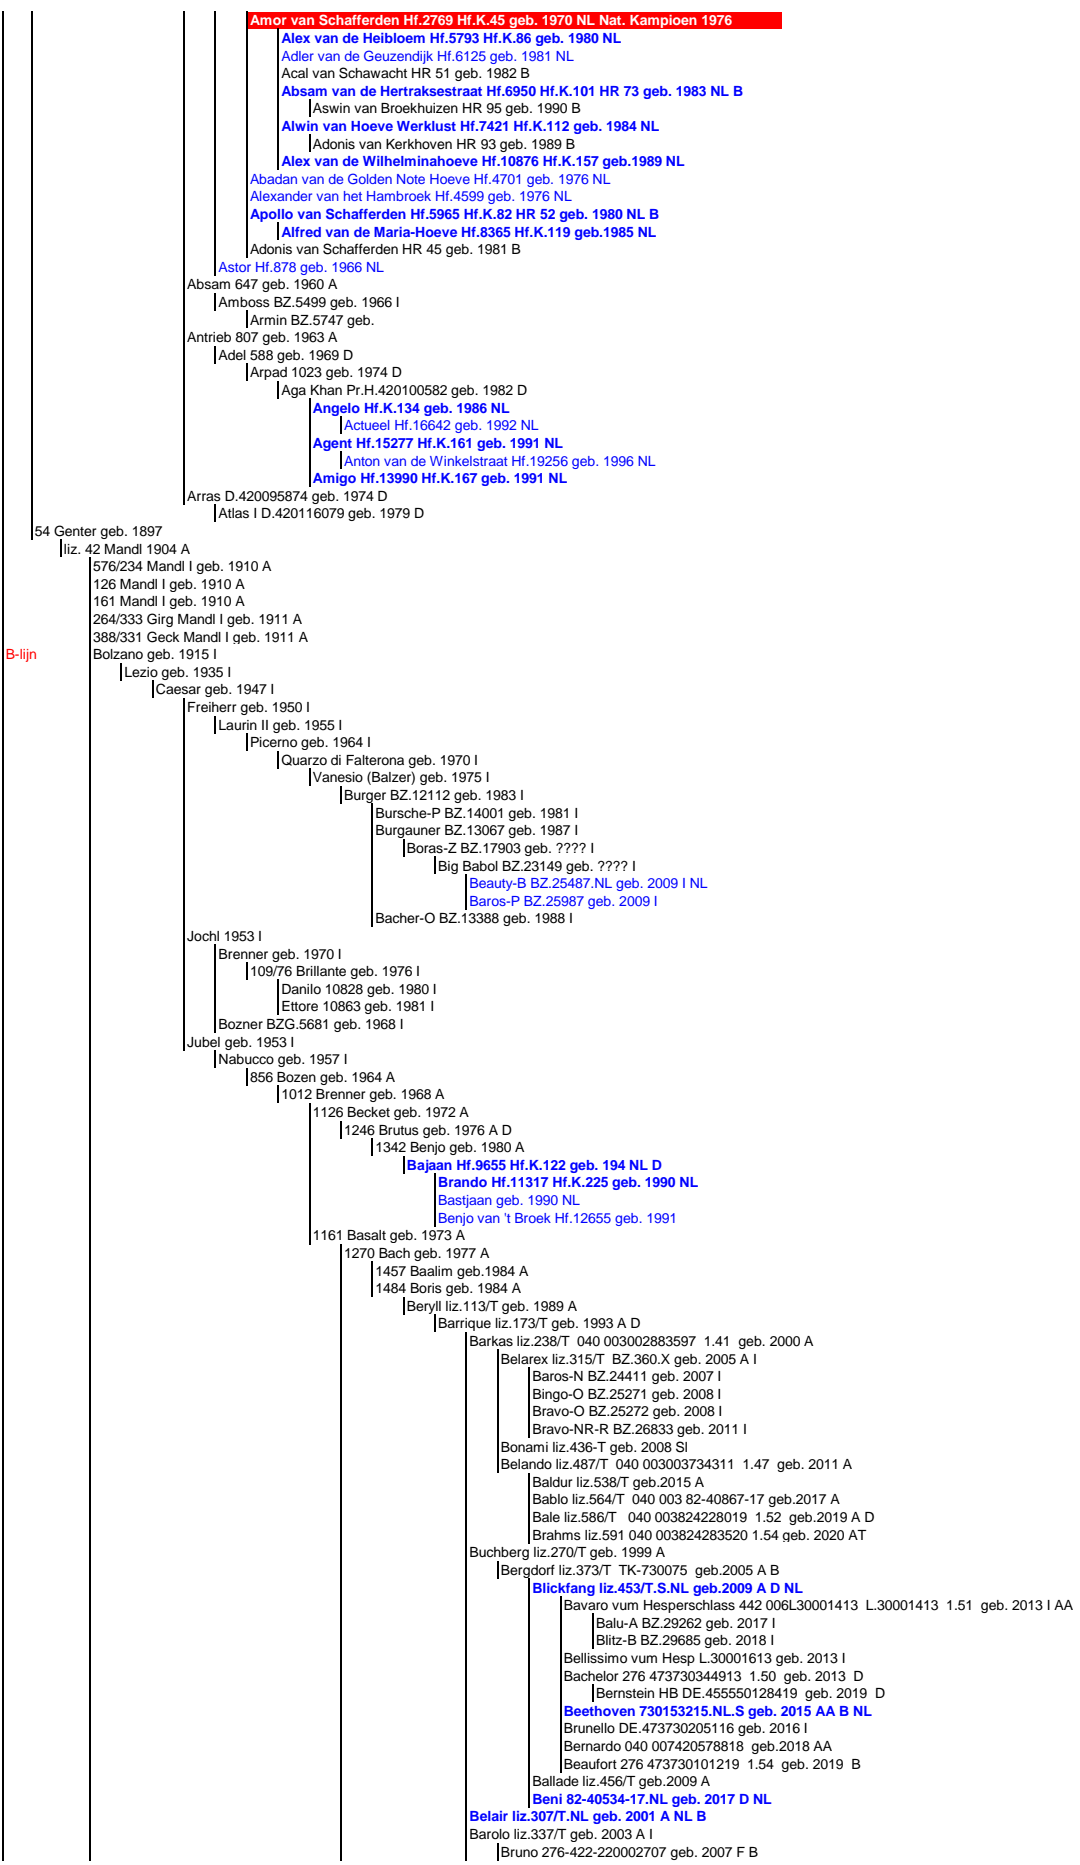 Amor van Schafferden Hf.2769 Hf.K.45 geb. 1970 NL Nat. Kampioen 1976
Alex van de Heibloem Hf.5793 Hf.K.86 geb. 1980 NL
Adler van de Geuzendijk Hf.6125 geb. 1981 NL
Acal van Schawacht HR 51 geb. 1982 B
Absam van de Hertraksestraat Hf.6950 Hf.K.101 HR 73 geb. 1983 NL B
Aswin van Broekhuizen HR 95 geb. 1990 B
Alwin van Hoeve Werklust Hf.7421 Hf.K.112 geb. 1984 NL
Adonis van Kerkhoven HR 93 geb. 1989 B
Alex van de Wilhelminahoeve Hf.10876 Hf.K.157 geb.1989 NL
Abadan van de Golden Note Hoeve Hf.4701 geb. 1976 NL
Alexander van het Hambroek Hf.4599 geb. 1976 NL
Apollo van Schafferden Hf.5965 Hf.K.82 HR 52 geb. 1980 NL B
Alfred van de Maria-Hoeve Hf.8365 Hf.K.119 geb.1985 NL
Adonis van Schafferden HR 45 geb. 1981 B
Astor Hf.878 geb. 1966 NL
Absam 647 geb. 1960 A
Amboss BZ.5499 geb. 1966 I
Armin BZ.5747 geb.
Antrieb 807 geb. 1963 A
Adel 588 geb. 1969 D
Arpad 1023 geb. 1974 D
Aga Khan Pr.H.420100582 geb. 1982 D
Angelo Hf.K.134 geb. 1986 NL
Actueel Hf.16642 geb. 1992 NL
Agent Hf.15277 Hf.K.161 geb. 1991 NL
Anton van de Winkelstraat Hf.19256 geb. 1996 NL
Amigo Hf.13990 Hf.K.167 geb. 1991 NL
Arras D.420095874 geb. 1974 D
Atlas I D.420116079 geb. 1979 D
54 Genter geb. 1897
liz. 42 Mandl 1904 A
576/234 Mandl I geb. 1910 A
126 Mandl I geb. 1910 A
161 Mandl I geb. 1910 A
264/333 Girg Mandl I geb. 1911 A
388/331 Geck Mandl I geb. 1911 A
B-lijn Bolzano geb. 1915 I
Lezio geb. 1935 I
Caesar geb. 1947 I
Freiherr geb. 1950 I
Laurin II geb. 1955 I
Picerno geb. 1964 I
Quarzo di Falterona geb. 1970 I
Vanesio (Balzer) geb. 1975 I
Burger BZ.12112 geb. 1983 I
Bursche-P BZ.14001 geb. 1981 I
Burgauner BZ.13067 geb. 1987 I
Boras-Z BZ.17903 geb. ???? I
Big Babol BZ.23149 geb. ???? I
Beauty-B BZ.25487.NL geb. 2009 I NL
Baros-P BZ.25987 geb. 2009 I
Bacher-O BZ.13388 geb. 1988 I
Jochl 1953 I
Brenner geb. 1970 I
109/76 Brillante geb. 1976 I
Danilo 10828 geb. 1980 I
Ettore 10863 geb. 1981 I
Bozner BZG.5681 geb. 1968 I
Jubel geb. 1953 I
Nabucco geb. 1957 I
856 Bozen geb. 1964 A
1012 Brenner geb. 1968 A
1126 Becket geb. 1972 A
1246 Brutus geb. 1976 A D
1342 Benjo geb. 1980 A
Bajaan Hf.9655 Hf.K.122 geb. 194 NL D
Brando Hf.11317 Hf.K.225 geb. 1990 NL
Bastjaan geb. 1990 NL
Benjo van 't Broek Hf.12655 geb. 1991
1161 Basalt geb. 1973 A
1270 Bach geb. 1977 A
1457 Baalim geb.1984 A
1484 Boris geb. 1984 A
Beryll liz.113/T geb. 1989 A
Barrique liz.173/T geb. 1993 A D
Barkas liz.238/T 040 003002883597 1.41 geb. 2000 A
Belarex liz.315/T BZ.360.X geb. 2005 A I
Baros-N BZ.24411 geb. 2007 I
Bingo-O BZ.25271 geb. 2008 I
Bravo-O BZ.25272 geb. 2008 I
Bravo-NR-R BZ.26833 geb. 2011 I
Bonami liz.436-T geb. 2008 Sl
Belando liz.487/T 040 003003734311 1.47 geb. 2011 A
Baldur liz.538/T geb.2015 A
Bablo liz.564/T 040 003 82-40867-17 geb.2017 A
Bale liz.586/T 040 003824228019 1.52 geb.2019 A D
Brahms liz.591 040 003824283520 1.54 geb. 2020 AT
Buchberg liz.270/T geb. 1999 A
Bergdorf liz.373/T TK-730075 geb.2005 A B
Blickfang liz.453/T.S.NL geb.2009 A D NL
Bavaro vum Hesperschlass 442 006L30001413 L.30001413 1.51 geb. 2013 I AA
Balu-A BZ.29262 geb. 2017 I
Blitz-B BZ.29685 geb. 2018 I
Bellissimo vum Hesp L.30001613 geb. 2013 I
Bachelor 276 473730344913 1.50 geb. 2013 D
Bernstein HB DE.455550128419 geb. 2019 D
Beethoven 730153215.NL.S geb. 2015 AA B NL
Brunello DE.473730205116 geb. 2016 I
Bernardo 040 007420578818 geb.2018 AA
Beaufort 276 473730101219 1.54 geb. 2019 B
Ballade liz.456/T geb.2009 A
Beni 82-40534-17.NL geb. 2017 D NL
Belair liz.307/T.NL geb. 2001 A NL B
Barolo liz.337/T geb. 2003 A I
Bruno 276-422-220002707 geb. 2007 F B